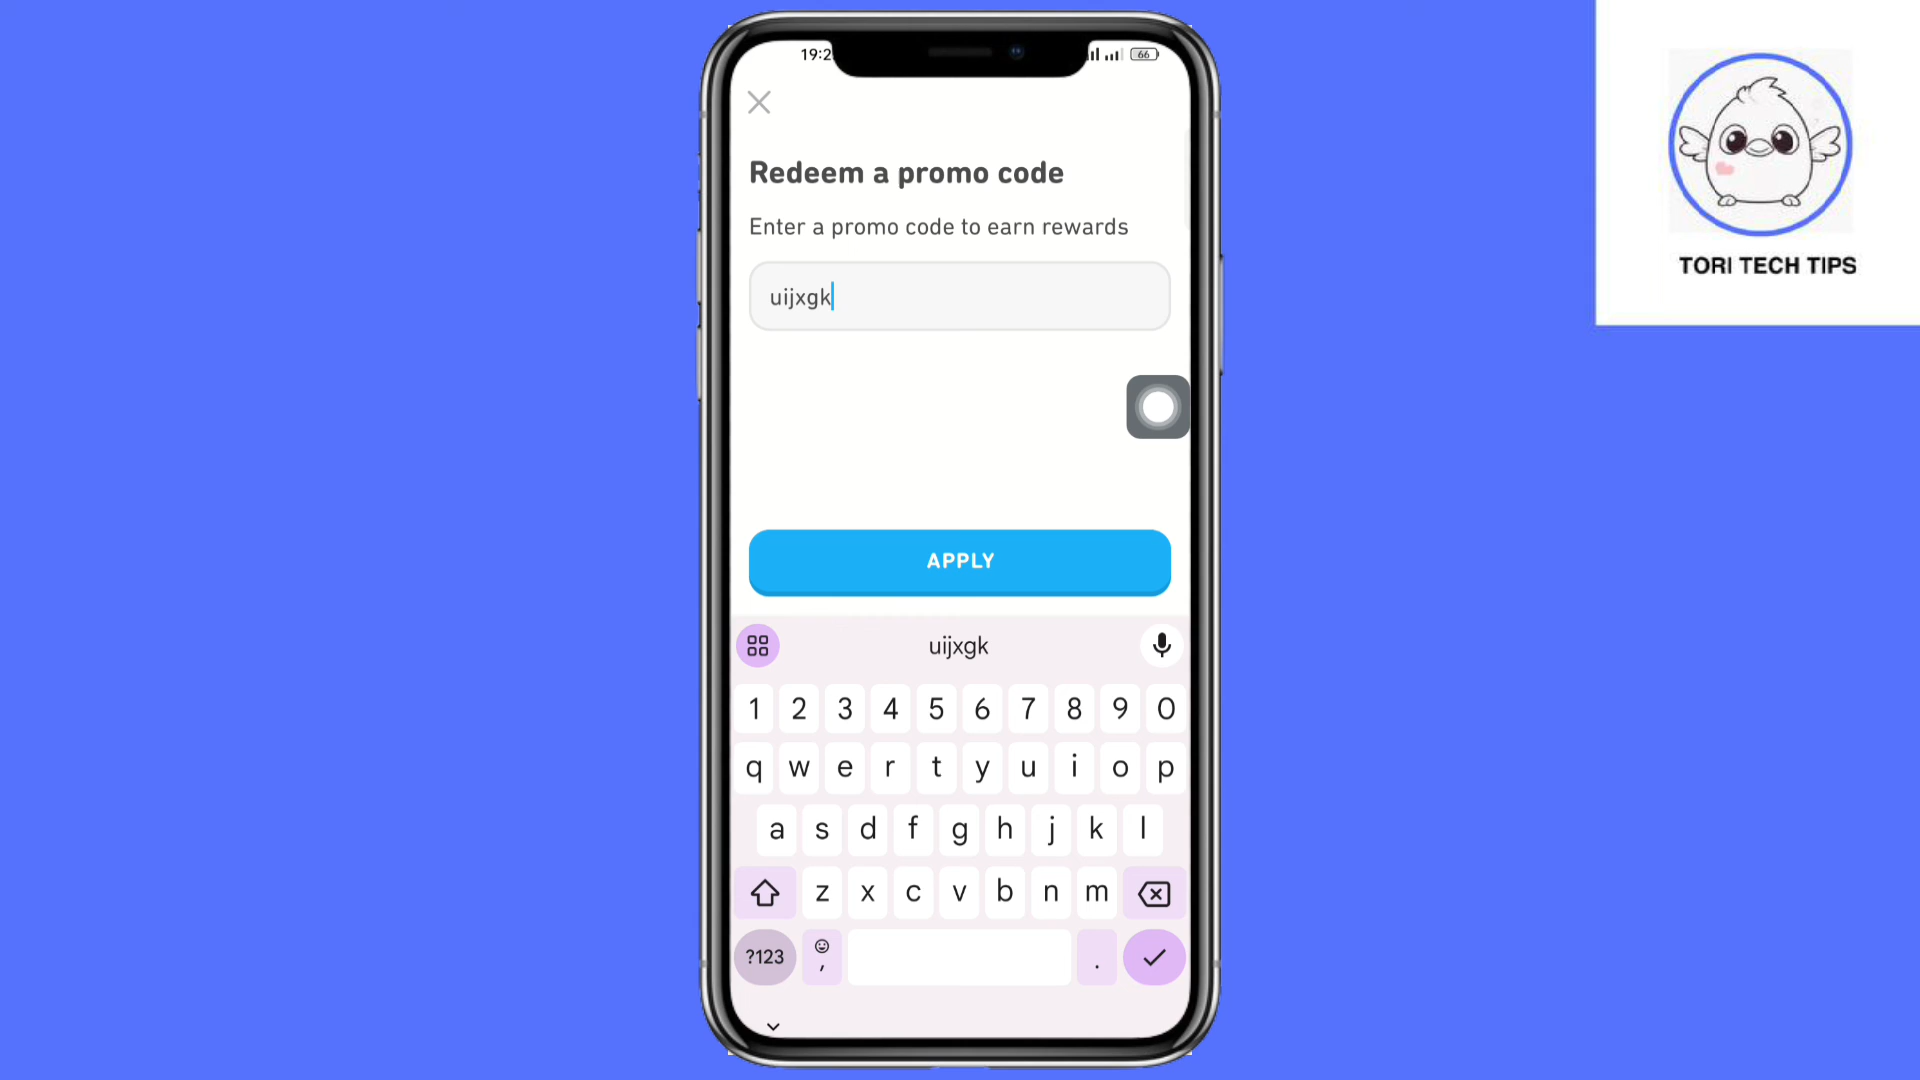 19:2
66
Redeem a promo code
Enter a promo code to earn rewards
uijxgk
APPLY
uijxgk
1 2 3 4 5 6 7 8 9 0
q w e r t y u i o p
a s d f g h j k l
z x c v b n m
?123 , .
TORI TECH TIPS